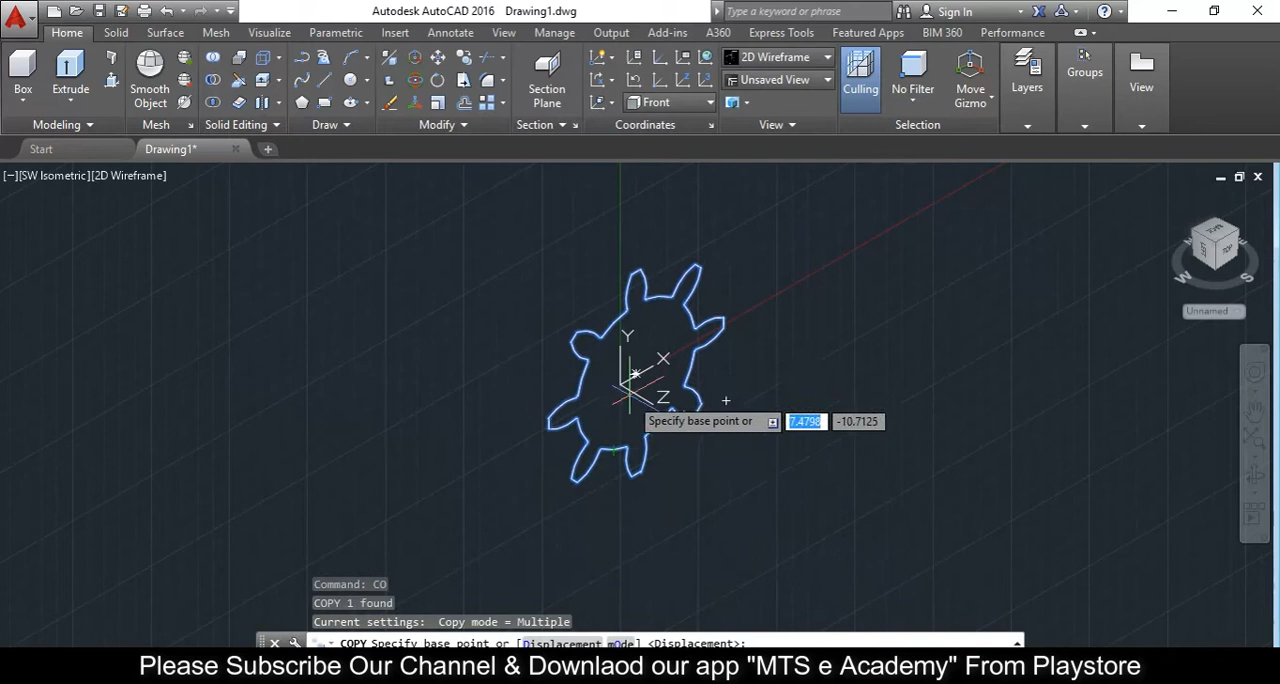 Autodesk AutoCAD 2016 Drawing1.dwg
Type a keyword or phrase
Sign In
Home Solid Surface Mesh Visualize Parametric Insert Annotate View Manage Output Add-ins A360 Express Tools Featured Apps BIM 360 Performance
Box
Extrude
Smooth
Object
Section
Plane
2D Wireframe
Unsaved View
Front
Culling
No Filter
Move
Gizmo
Layers
Groups
View
Modeling
Mesh
Solid Editing
Draw
Modify
Section
Coordinates
View
Selection
Start
Drawing1*
[−][SW Isometric][2D Wireframe]
W
S
TOP
Unnamed
Y
X
Z
Specify base point or
7.4798
-10.7125
Command: CO
COPY 1 found
Current settings: Copy mode = Multiple
COPY Specify base point or [Displacement mOde] <Displacement>:
Please Subscribe Our Channel & Downlaod our app "MTS e Academy" From Playstore